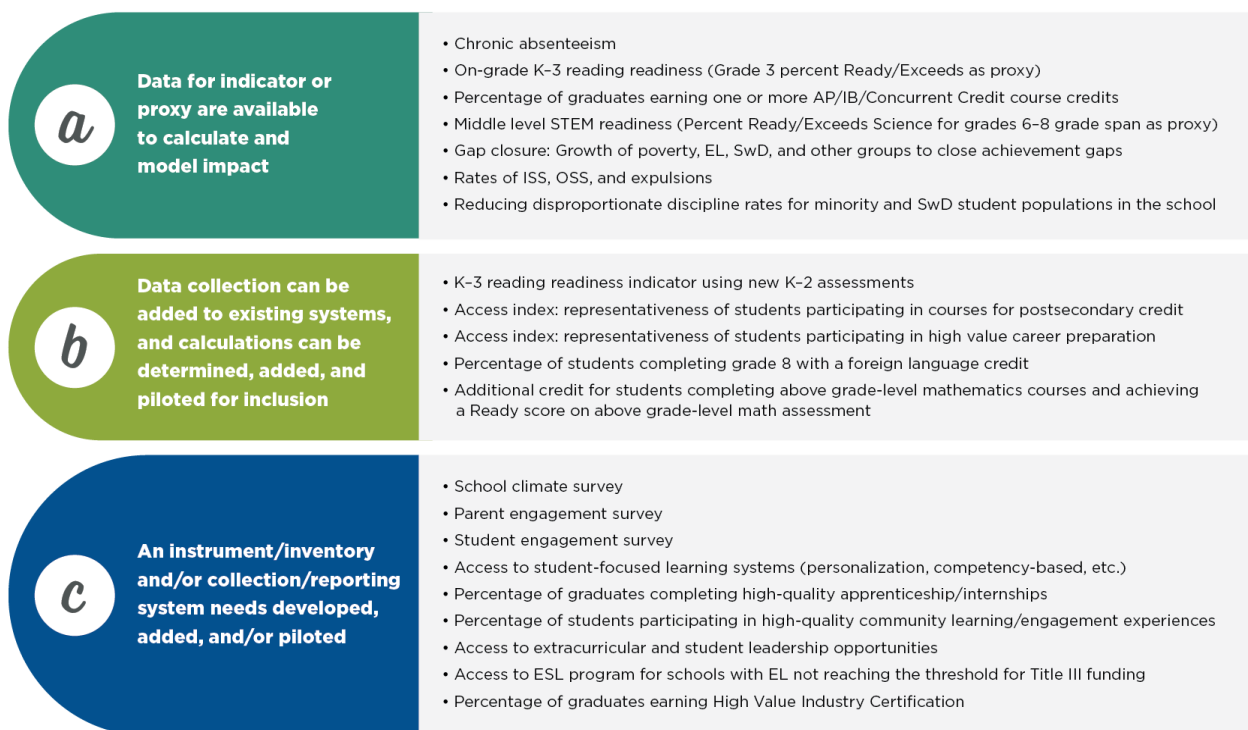 a
Data for indicator or
proxy are available
to calculate and
model impact
• Chronic absenteeism
• On-grade K–3 reading readiness (Grade 3 percent Ready/Exceeds as proxy)
• Percentage of graduates earning one or more AP/IB/Concurrent Credit course credits
• Middle level STEM readiness (Percent Ready/Exceeds Science for grades 6–8 grade span as proxy)
• Gap closure: Growth of poverty, EL, SwD, and other groups to close achievement gaps
• Rates of ISS, OSS, and expulsions
• Reducing disproportionate discipline rates for minority and SwD student populations in the school
b
Data collection can be
added to existing systems,
and calculations can be
determined, added, and
piloted for inclusion
• K–3 reading readiness indicator using new K–2 assessments
• Access index: representativeness of students participating in courses for postsecondary credit
• Access index: representativeness of students participating in high value career preparation
• Percentage of students completing grade 8 with a foreign language credit
• Additional credit for students completing above grade-level mathematics courses and achieving
a Ready score on above grade-level math assessment
c
An instrument/inventory
and/or collection/reporting
system needs developed,
added, and/or piloted
• School climate survey
• Parent engagement survey
• Student engagement survey
• Access to student-focused learning systems (personalization, competency-based, etc.)
• Percentage of graduates completing high-quality apprenticeship/internships
• Percentage of students participating in high-quality community learning/engagement experiences
• Access to extracurricular and student leadership opportunities
• Access to ESL program for schools with EL not reaching the threshold for Title III funding
• Percentage of graduates earning High Value Industry Certification